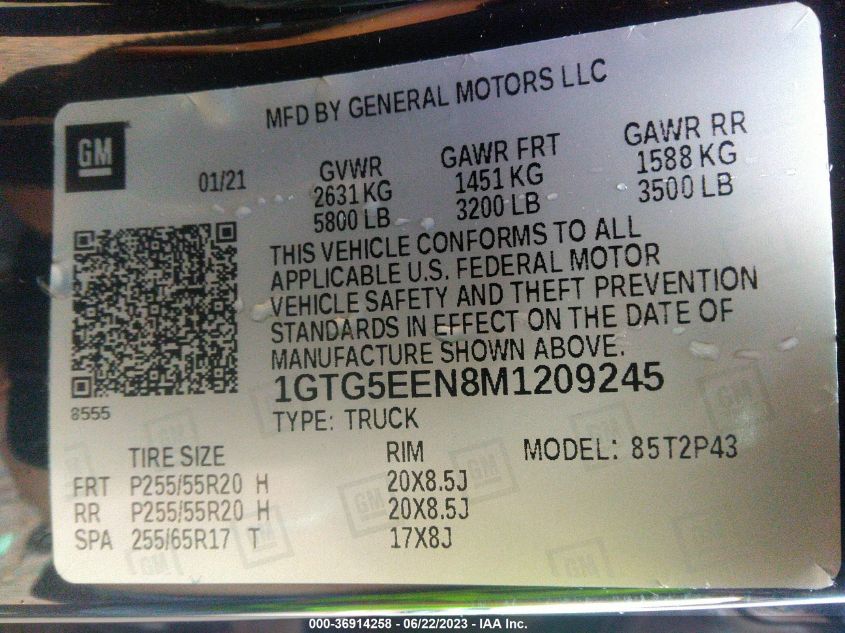 MFD BY GENERAL MOTORS LLC
GM
01/21
GVWR
2631 KG
5800 LB
GAWR FRT
1451 KG
3200 LB
GAWR RR
1588 KG
3500 LB
THIS VEHICLE CONFORMS TO ALL
APPLICABLE U.S. FEDERAL MOTOR
VEHICLE SAFETY AND THEFT PREVENTION
STANDARDS IN EFFECT ON THE DATE OF
MANUFACTURE SHOWN ABOVE.
8555
1GTG5EEN8M1209245
TYPE: TRUCK
TIRE SIZE RIM MODEL: 85T2P43
FRT P255/55R20 H 20X8.5J
RR P255/55R20 H 20X8.5J
SPA 255/65R17 T 17X8J
000-36914258 - 06/22/2023 - IAA Inc.